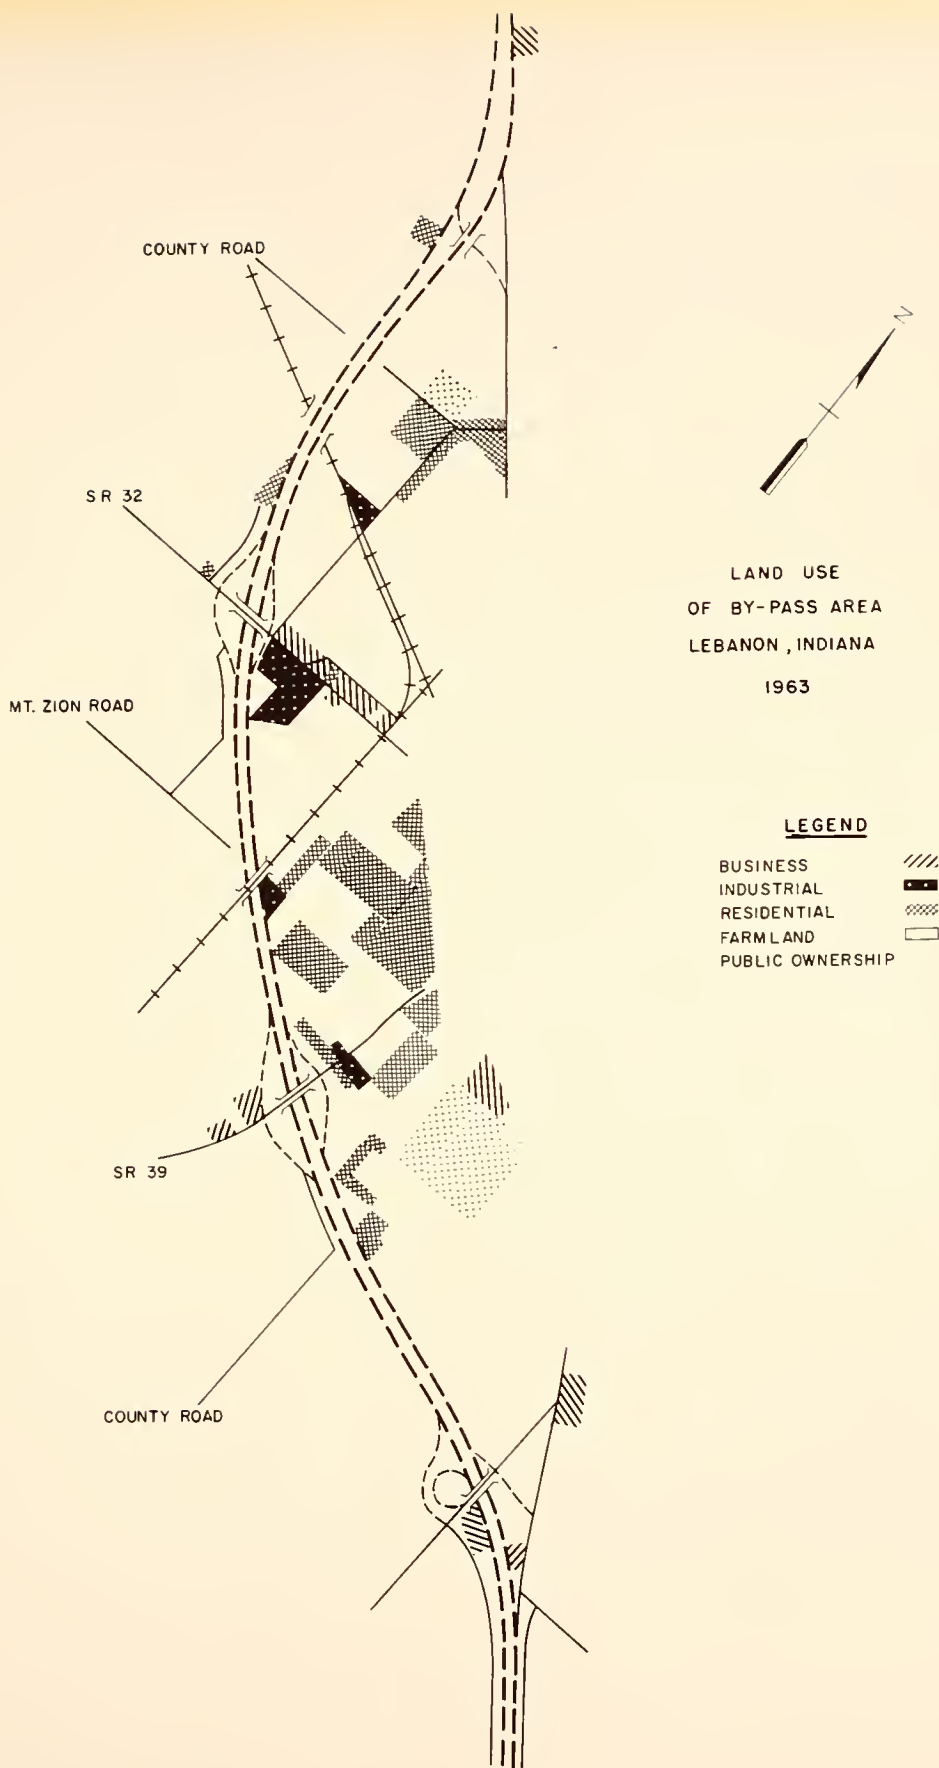 COUNTY ROAD
N
SR 32
LAND USE
OF BY-PASS AREA
LEBANON, INDIANA
1963
MT. ZION ROAD
LEGEND
BUSINESS
INDUSTRIAL
RESIDENTIAL
FARMLAND
PUBLIC OWNERSHIP
SR 39
COUNTY ROAD